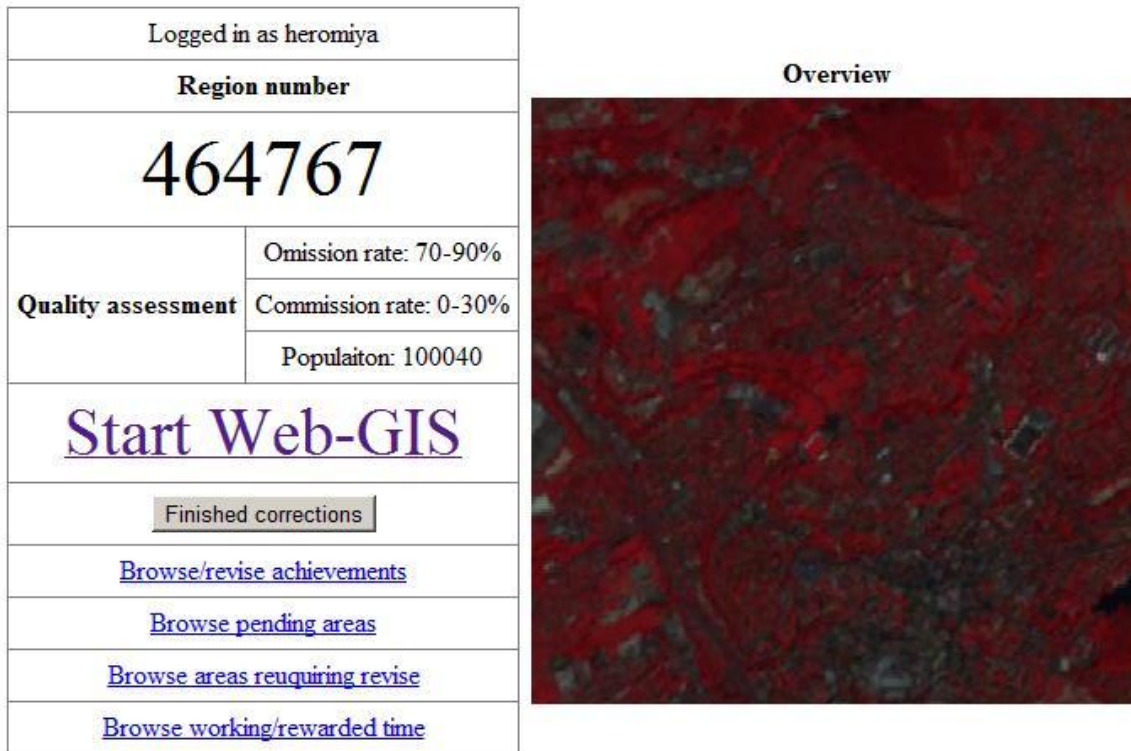 Logged in as heromiya
Region number
464767
Quality assessment
Omission rate: 70-90%
Commission rate: 0-30%
Populaiton: 100040
Start Web-GIS
Finished corrections
Browse/revise achievements
Browse pending areas
Browse areas reuquiring revise
Browse working/rewarded time
Overview